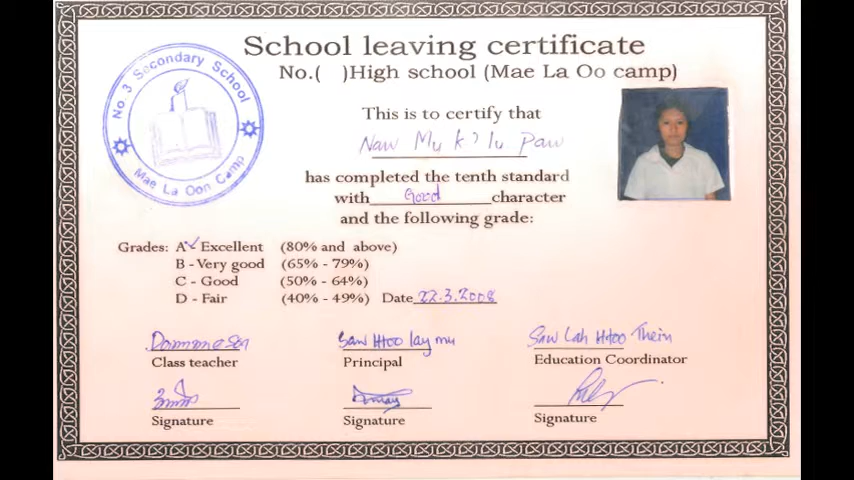 School leaving certificate
No.( )High school (Mae La Oo camp)
No. 3 Secondary School
Mae La Oon Camp
This is to certify that
Naw Mu K' lu Paw
has completed the tenth standard
with Good character
and the following grade:
Grades: A - Excellent (80% and above)
B - Very good (65% - 79%)
C - Good (50% - 64%)
D - Fair (40% - 49%) Date 22.3.2008
Saw Htoo lay mu Saw Lah Htoo Thein
Class teacher Principal Education Coordinator
Signature Signature Signature